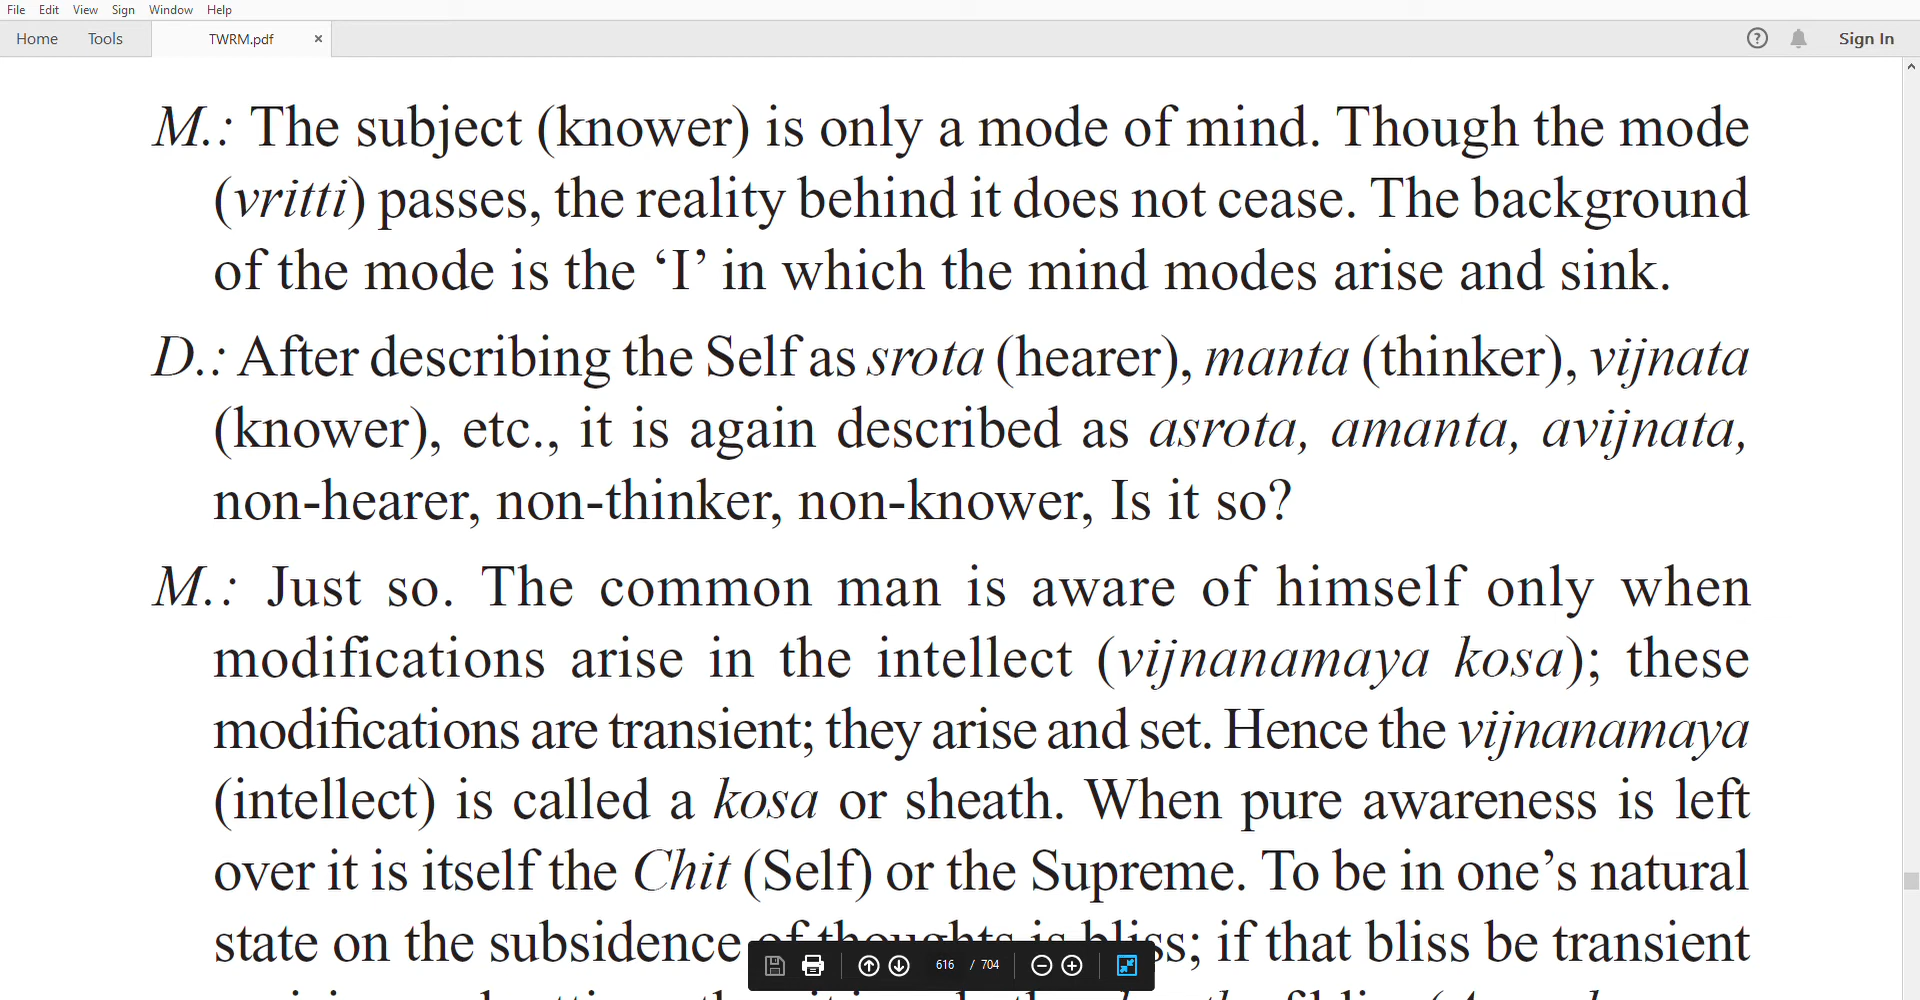 File Edit View Sign Window Help
Home Tools TWRM.pdf × ? Sign In
M.: The subject (knower) is only a mode of mind. Though the mode
(vritti) passes, the reality behind it does not cease. The background
of the mode is the ‘I’ in which the mind modes arise and sink.
D.: After describing the Self as srota (hearer), manta (thinker), vijnata
(knower), etc., it is again described as asrota, amanta, avijnata,
non-hearer, non-thinker, non-knower, Is it so?
M.: Just so. The common man is aware of himself only when
modifications arise in the intellect (vijnanamaya kosa); these
modifications are transient; they arise and set. Hence the vijnanamaya
(intellect) is called a kosa or sheath. When pure awareness is left
over it is itself the Chit (Self) or the Supreme. To be in one’s natural
state on the subsidence of thoughts is bliss; if that bliss be transient
616 / 704